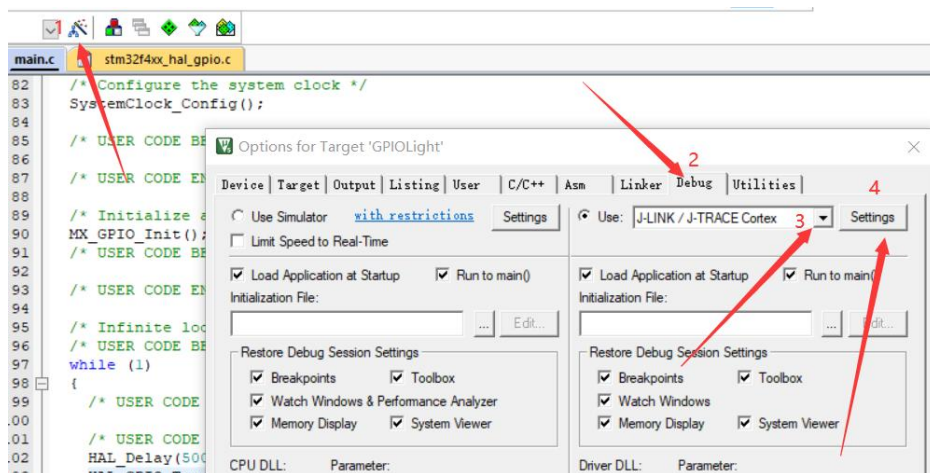 1
main.c stm32f4xx_hal_gpio.c
82 /* Configure the system clock */
83 SystemClock_Config();
84
85 /* USER CODE BE
86
87 /* USER CODE EN
88
89 /* Initialize a
90 MX_GPIO_Init();
91 /* USER CODE BE
92
93 /* USER CODE EN
94
95 /* Infinite loo
96 /* USER CODE BE
97 while (1)
98 {
99 /* USER CODE
.00
.01 /* USER CODE
.02 HAL_Delay(500
Options for Target 'GPIOLight'
2
Device Target Output Listing User C/C++ Asm Linker Debug Utilities
4
Use Simulator with restrictions Settings
Limit Speed to Real-Time
Load Application at Startup Run to main()
Initialization File:
... Edit...
Restore Debug Session Settings
Breakpoints Toolbox
Watch Windows & Performance Analyzer
Memory Display System Viewer
CPU DLL: Parameter:
Use: J-LINK / J-TRACE Cortex 3 Settings
Load Application at Startup Run to main()
Initialization File:
... Edit...
Restore Debug Session Settings
Breakpoints Toolbox
Watch Windows
Memory Display System Viewer
Driver DLL: Parameter: